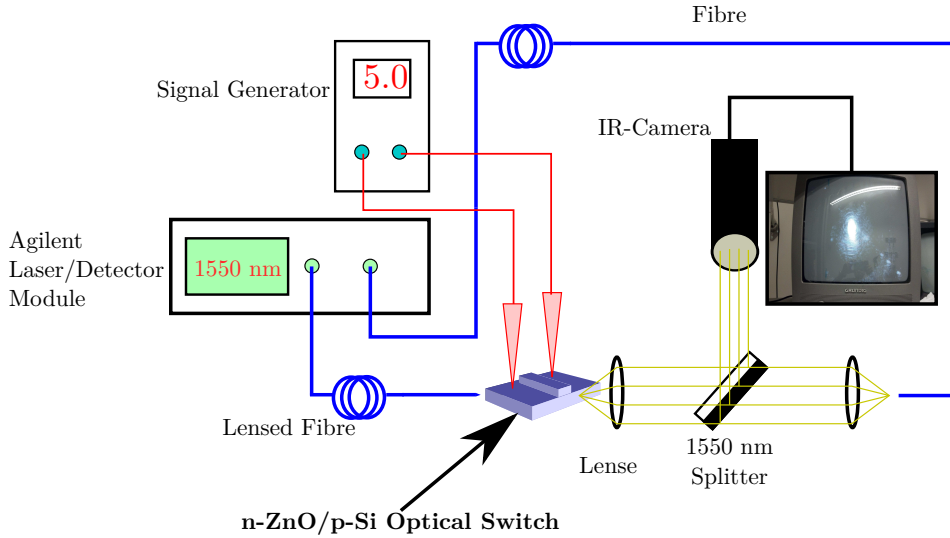 Fibre
Signal Generator
5.0
IR-Camera
Agilent
Laser/Detector
Module
1550 nm
Lensed Fibre
Lense
1550 nm
Splitter
n-ZnO/p-Si Optical Switch